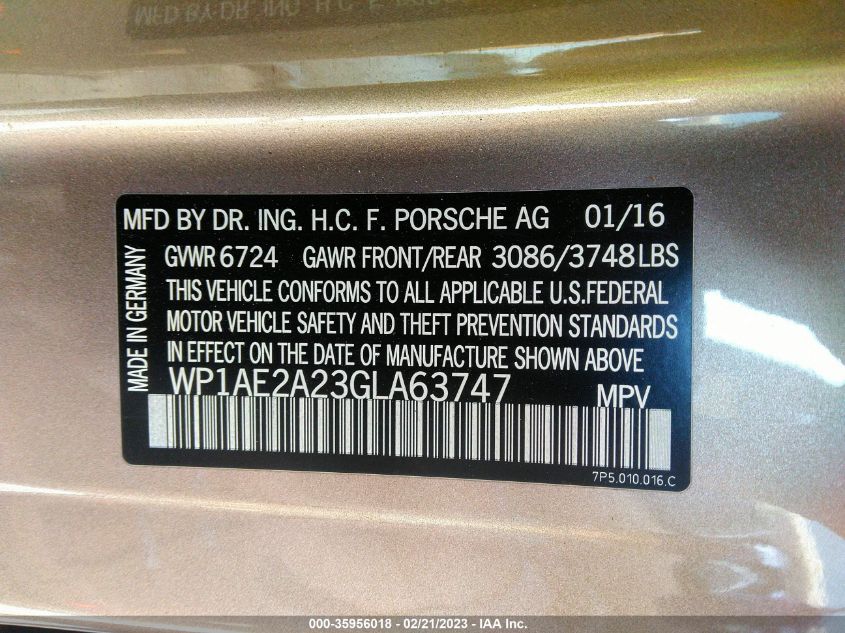 MFD BY DR. ING. H.C. F. PORSCHE AG 01/16
GVWR 6724 GAWR FRONT/REAR 3086/3748 LBS
THIS VEHICLE CONFORMS TO ALL APPLICABLE U.S.FEDERAL
MOTOR VEHICLE SAFETY AND THEFT PREVENTION STANDARDS
IN EFFECT ON THE DATE OF MANUFACTURE SHOWN ABOVE
WP1AE2A23GLA63747 MPV
MADE IN GERMANY
7P5.010.016.C
000-35956018 - 02/21/2023 - IAA Inc.